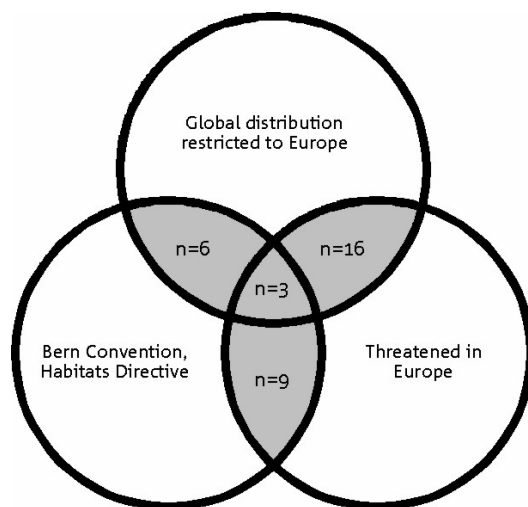 Global distribution
restricted to Europe
n=6
n=16
n=3
Bern Convention,
Habitats Directive
Threatened in
Europe
n=9